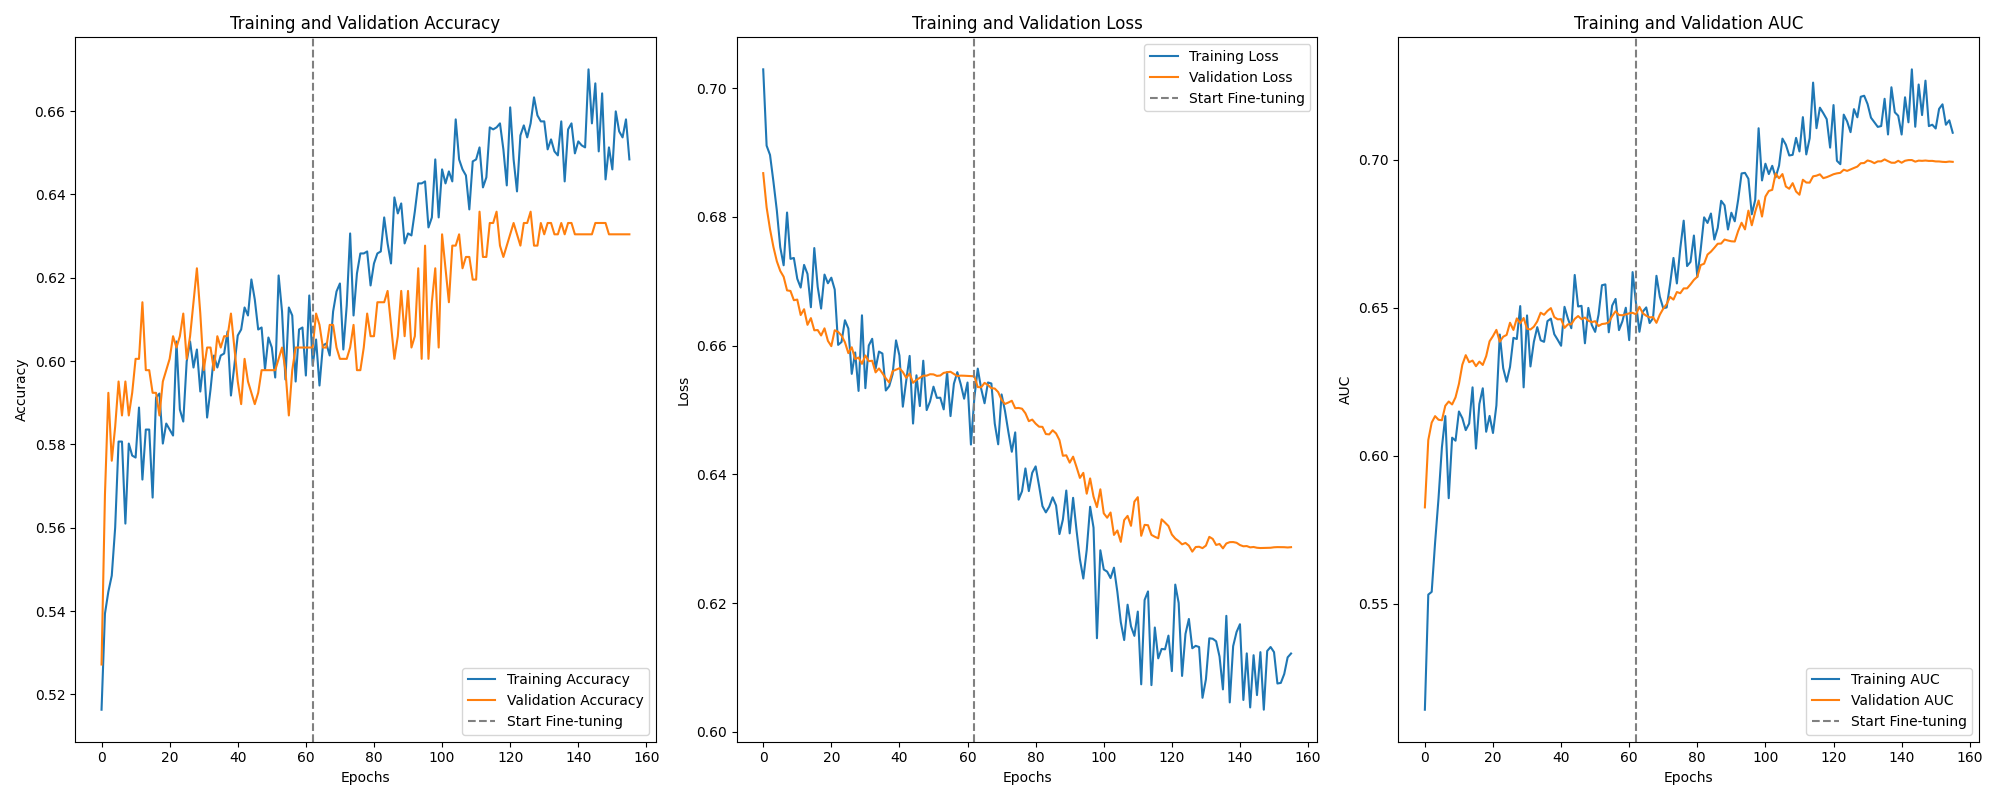 Training and Validation Accuracy
Accuracy
0.66
0.64
0.62
0.60
0.58
0.56
0.54
0.52
0 20 40 60 80 100 120 140 160
Epochs
Training Accuracy
Validation Accuracy
Start Fine-tuning
Training and Validation Loss
Loss
0.70
0.68
0.66
0.64
0.62
0.60
0 20 40 60 80 100 120 140 160
Epochs
Training Loss
Validation Loss
Start Fine-tuning
Training and Validation AUC
AUC
0.70
0.65
0.60
0.55
0 20 40 60 80 100 120 140 160
Epochs
Training AUC
Validation AUC
Start Fine-tuning